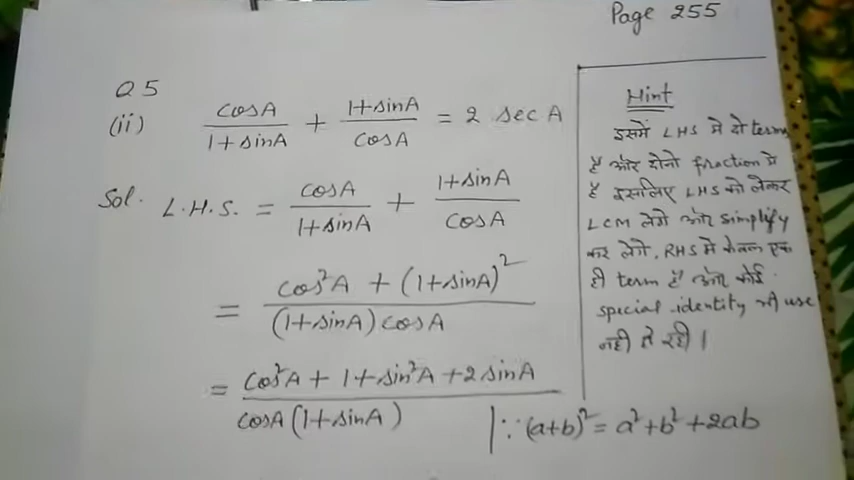 Page 255
Q5
(ii) cosA/(1+sinA) + (1+sinA)/cosA = 2 sec A
Sol. L.H.S. = cosA/(1+sinA) + (1+sinA)/cosA
= (cos²A + (1+sinA)²)/((1+sinA) cosA)
= (cos²A + 1 + sin²A + 2 sinA)/(cosA(1+sinA))
| ∵ (a+b)² = a² + b² + 2ab
Hint
इसमें LHS में दो terms
है और दोनो fraction में
है इसलिए LHS को लेकर
LCM लेगे और simplify
कर लेगे. RHS में केवल एक
ही term है और कोई
special identity भी use
नही हो रही।